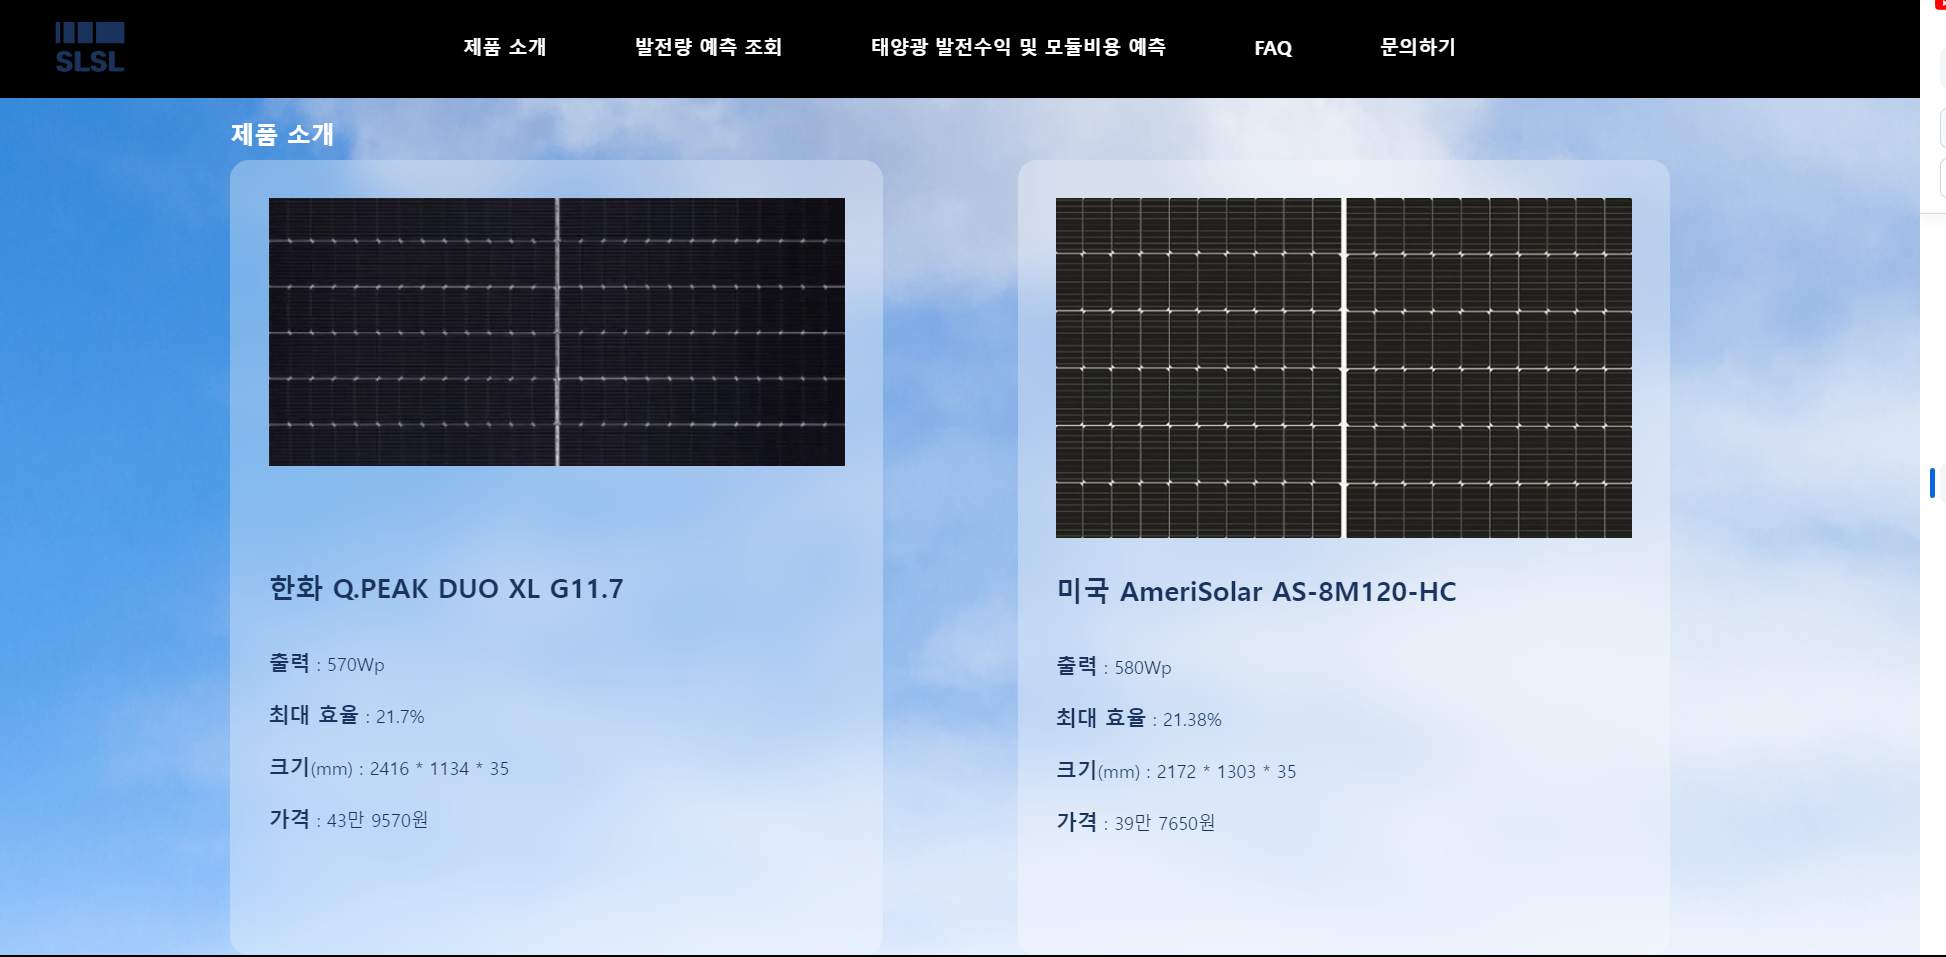 SLSL
제품 소개
발전량 예측 조회
태양광 발전수익 및 모듈비용 예측
FAQ
문의하기
제품 소개
한화 Q.PEAK DUO XL G11.7
출력 : 570Wp
최대 효율 : 21.7%
크기(mm) : 2416 * 1134 * 35
가격 : 43만 9570원
미국 AmeriSolar AS-8M120-HC
출력 : 580Wp
최대 효율 : 21.38%
크기(mm) : 2172 * 1303 * 35
가격 : 39만 7650원